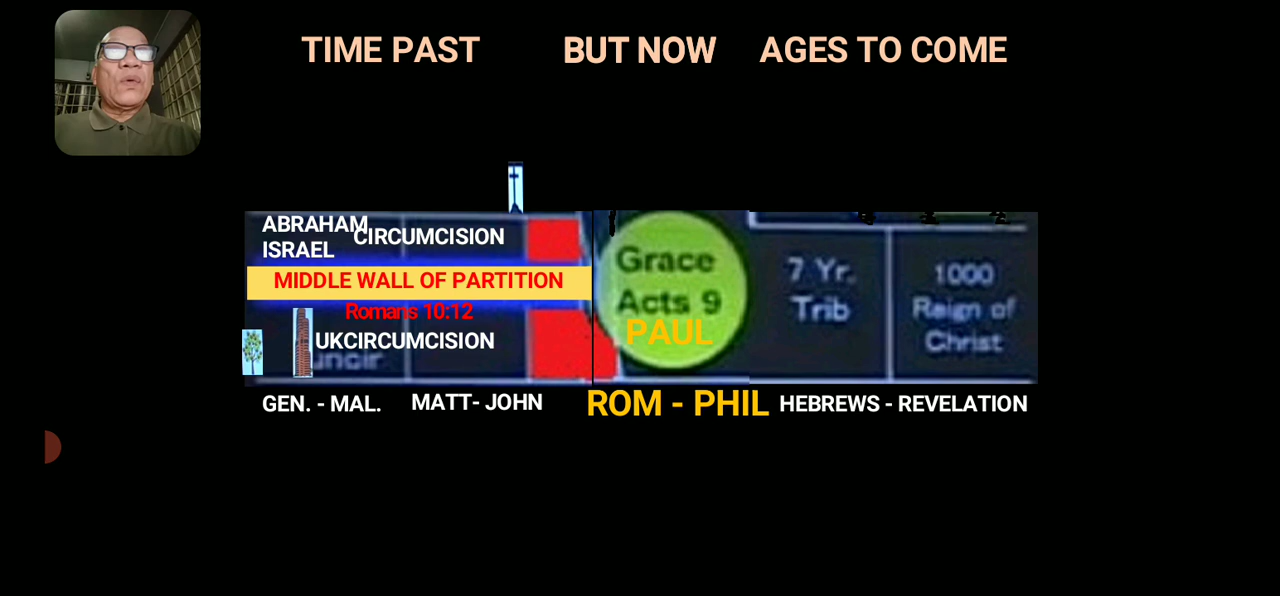 TIME PAST
BUT NOW
AGES TO COME
ABRAHAM
ISRAEL
CIRCUMCISION
MIDDLE WALL OF PARTITION
Romans 10:12
UKCIRCUMCISION
Grace
Acts 9
PAUL
7 Yr.
Trib
1000
Reign of
Christ
GEN. - MAL.
MATT- JOHN
ROM - PHIL
HEBREWS - REVELATION